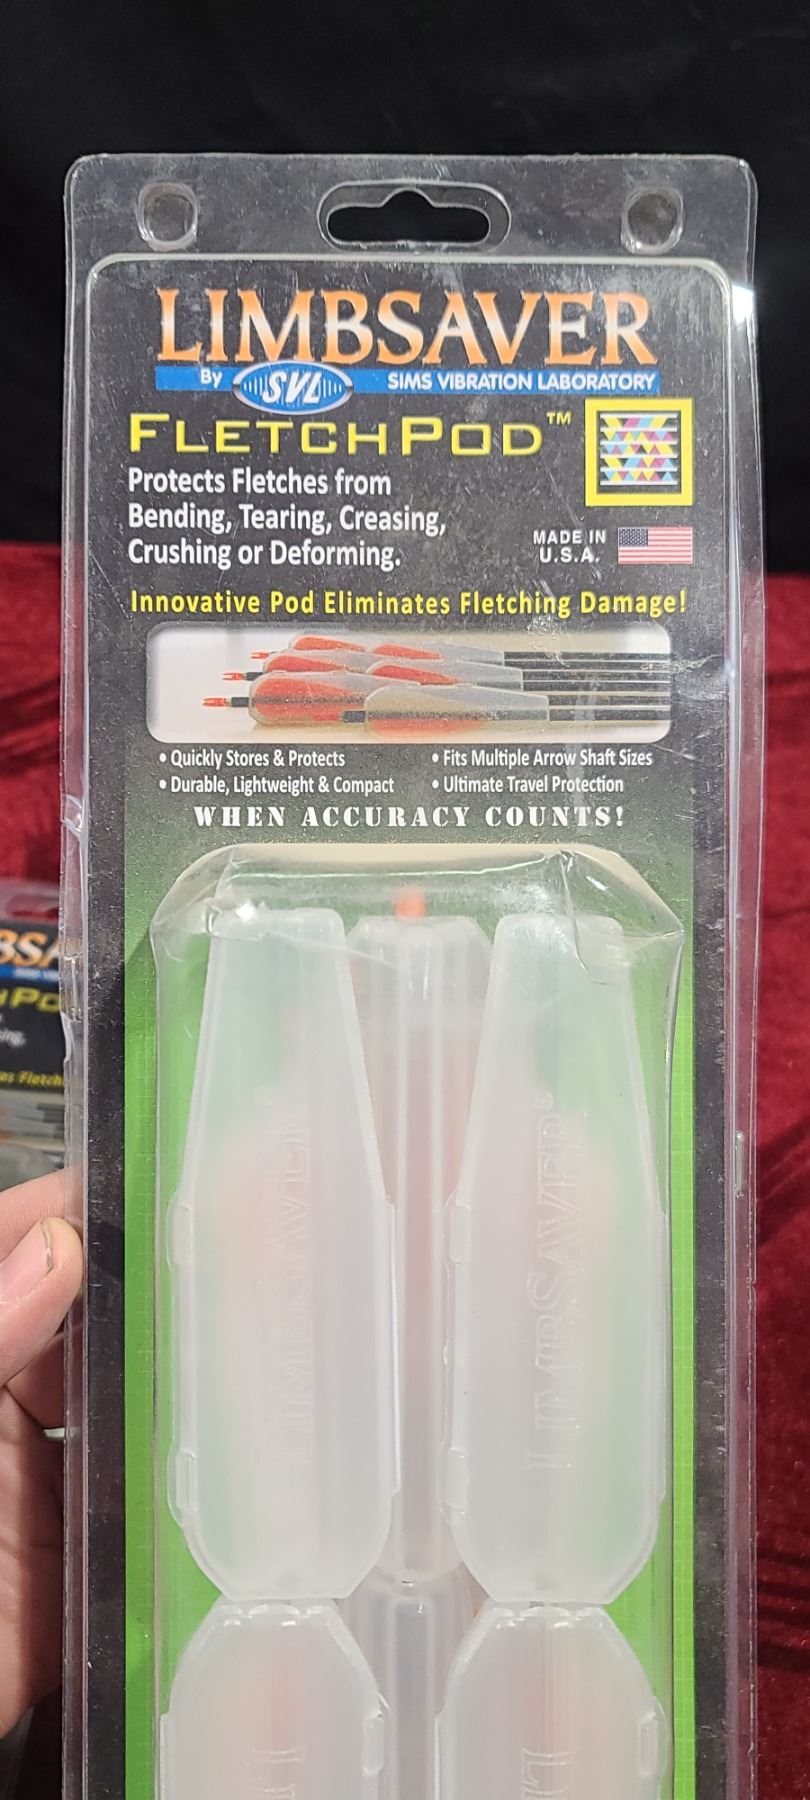 LIMBSAVER
By SVL SIMS VIBRATION LABORATORY
FLETCHPOD™
Protects Fletches from
Bending, Tearing, Creasing,
Crushing or Deforming.
MADE IN
U.S.A.
Innovative Pod Eliminates Fletching Damage!
• Quickly Stores & Protects
• Durable, Lightweight & Compact
• Fits Multiple Arrow Shaft Sizes
• Ultimate Travel Protection
WHEN ACCURACY COUNTS!
LIMBSAVER®
LIMBSAVER®